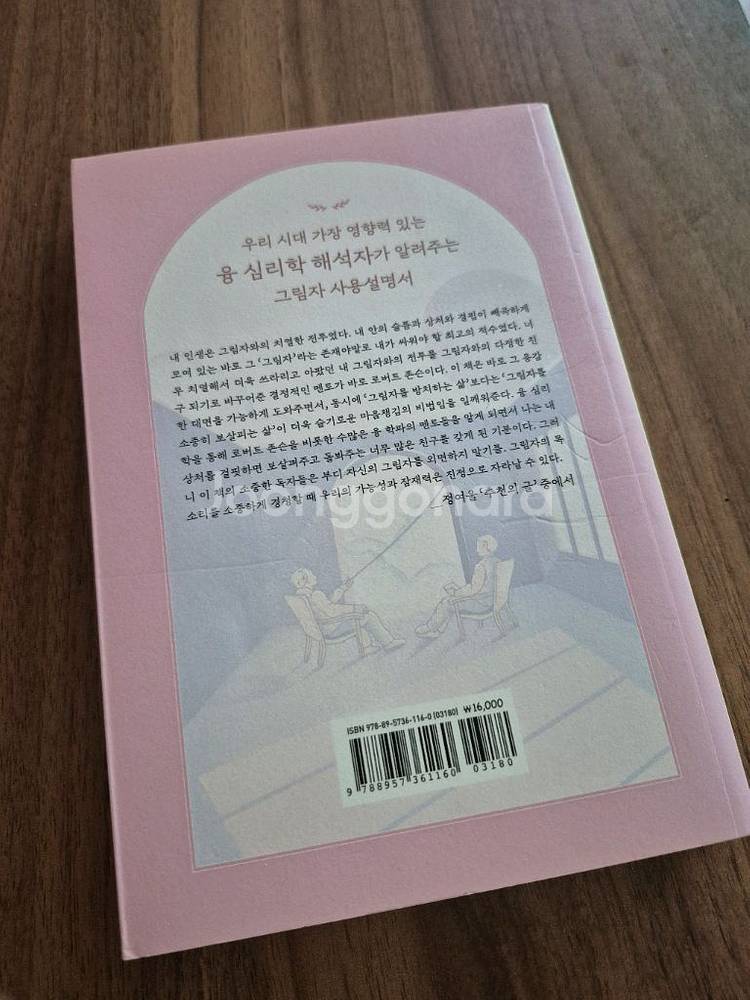 우리 시대 가장 영향력 있는
융 심리학 해석자가 알려주는
그림자 사용설명서
내 인생은 그림자와의 치열한 전투였다. 내 안의 슬픔과 상처와 결핍이 빼곡하게
모여 있는 바로 그 ‘그림자’라는 존재야말로 내가 싸워야 할 최고의 적수였다. 너
무 치열해서 더욱 쓰라리고 아팠던 내 그림자와의 전투를 그림자와의 다정한 친
구 되기로 바꾸어준 결정적인 멘토가 바로 로버트 존슨이다. 이 책은 바로 그 용감
한 대면을 가능하게 도와주면서, 동시에 ‘그림자를 방치하는 삶’보다는 ‘그림자를
소중히 보살피는 삶’이 더욱 슬기로운 마음챙김의 비법임을 일깨워준다. 융 심리
학을 통해 로버트 존슨을 비롯한 수많은 융 학파의 멘토들을 알게 되면서 나는 내
상처를 걸핏하면 보살펴주고 돌봐주는 너무 많은 친구를 갖게 된 기분이다. 그러
니 이 책의 소중한 독자들은 부디 자신의 그림자를 외면하지 말기를. 그림자의 목
소리를 소중하게 경청할 때 우리의 가능성과 잠재력은 진정으로 자라날 수 있다.
정여울 ‘추천의 글’ 중에서
Joonggonara
ISBN 978-89-5736-116-0 (03180) ₩16,000
9 788957 361160 03180